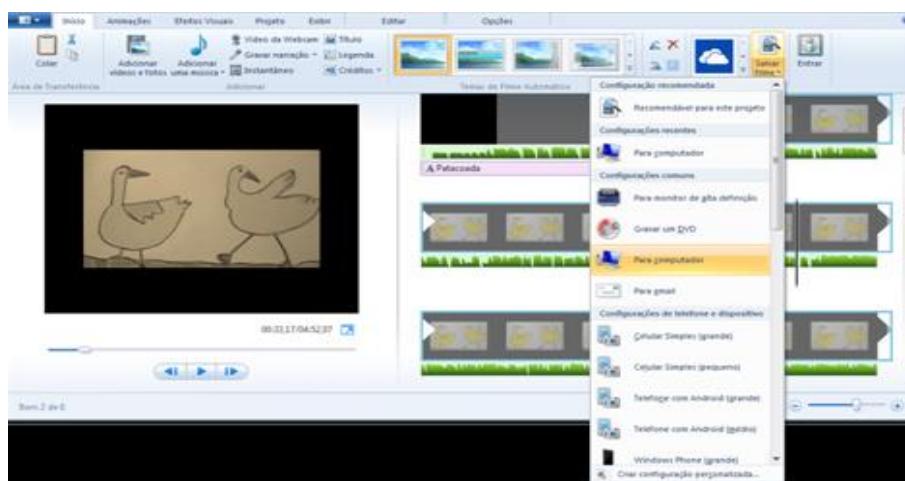 Início Animações Efeitos Visuais Projeto Exibir Editar Opções
Colar
Adicionar vídeos e fotos
Adicionar uma música
Vídeo da Webcam
Gravar narração
Instantâneo
Título
Legenda
Créditos
Salvar Filme
Entrar
Área de Transferência
Adicionar
Temas de Filme Automático
Configuração recomendada
Recomendável para este projeto
Configurações recentes
Para computador
Configurações comuns
Para monitor de alta definição
Gravar um DVD
Para computador
Para email
Configurações de telefone e dispositivo
Celular Simples (grande)
Celular Simples (pequeno)
Telefone com Android (grande)
Telefone com Android (médio)
Windows Phone (grande)
Criar configuração personalizada...
A Patacoada
00:33,17/04:52,07
Item 2 de 6